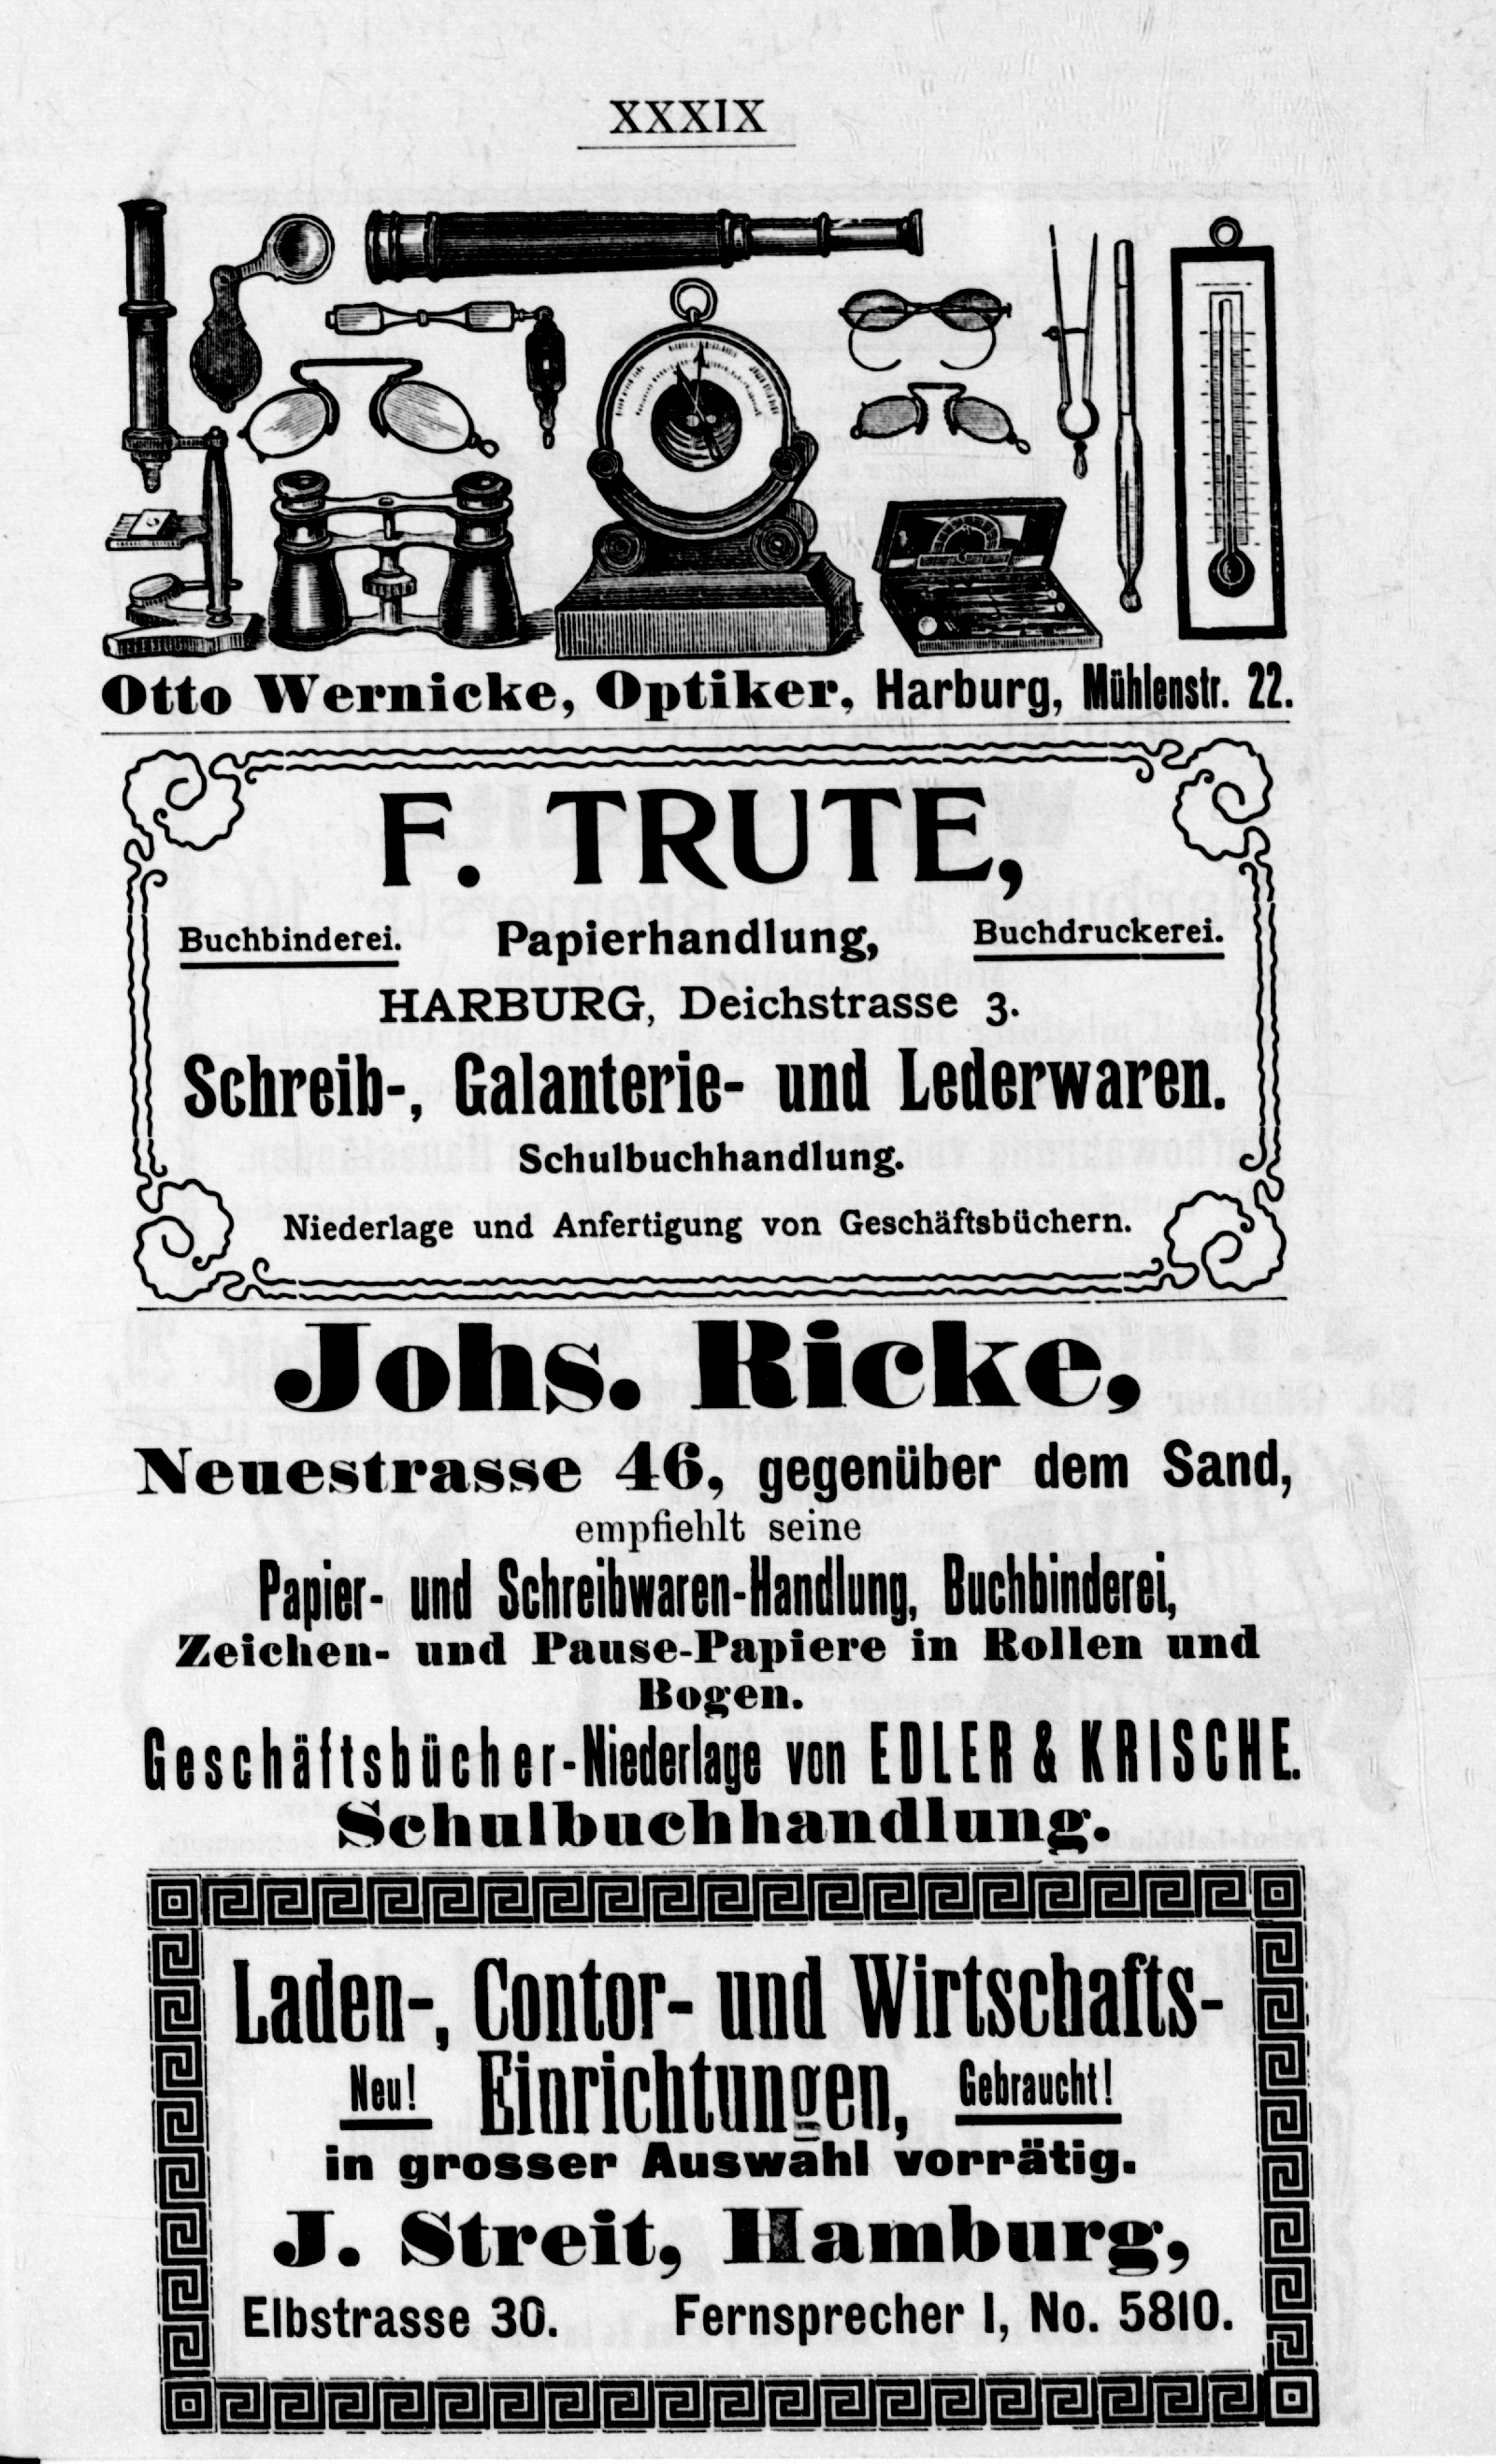 XXXIX
Otto Wernicke, Optiker, Harburg, Mühlenstr. 22.
F. TRUTE,
Buchbinderei. Papierhandlung, Buchdruckerei.
HARBURG, Deichstrasse 3.
Schreib-, Galanterie- und Lederwaren.
Schulbuchhandlung.
Niederlage und Anfertigung von Geschäftsbüchern.
Johs. Ricke,
Neuestrasse 46, gegenüber dem Sand,
empfiehlt seine
Papier- und Schreibwaren-Handlung, Buchbinderei,
Zeichen- und Pause-Papiere in Rollen und
Bogen.
Geschäftsbücher-Niederlage von EDLER & KRISCHE.
Schulbuchhandlung.
Laden-, Contor- und Wirtschafts-
Neu! Einrichtungen, Gebraucht!
in grosser Auswahl vorrätig.
J. Streit, Hamburg,
Elbstrasse 30. Fernsprecher I, No. 5810.